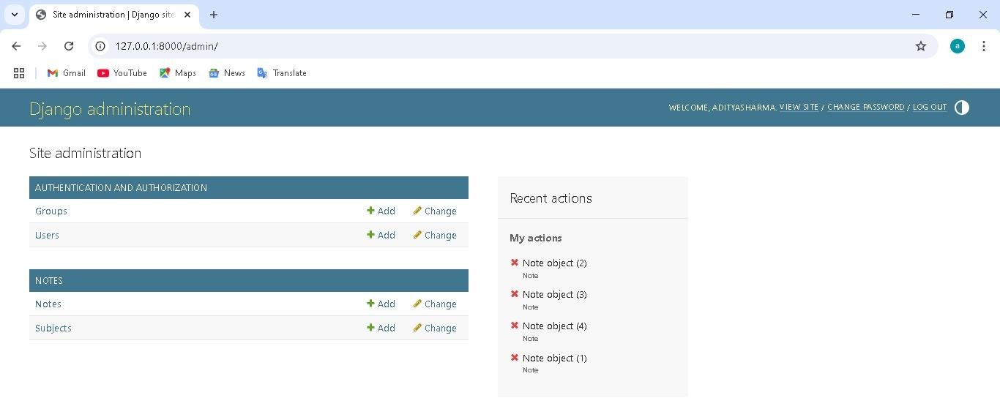 Site administration | Django site
127.0.0.1:8000/admin/
Gmail YouTube Maps News Translate
Django administration
WELCOME, ADITYASHARMA. VIEW SITE / CHANGE PASSWORD / LOG OUT
Site administration
AUTHENTICATION AND AUTHORIZATION
Groups Add Change
Users Add Change
NOTES
Notes Add Change
Subjects Add Change
Recent actions
My actions
Note object (2)
Note
Note object (3)
Note
Note object (4)
Note
Note object (1)
Note
a